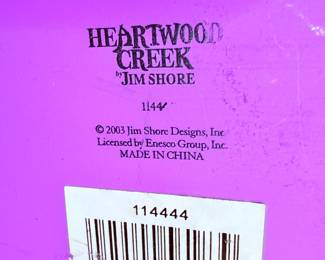 HEARTWOOD
CREEK
by JIM SHORE
1144
© 2003 Jim Shore Designs, Inc
Licensed by Enesco Group, Inc.
MADE IN CHINA
114444